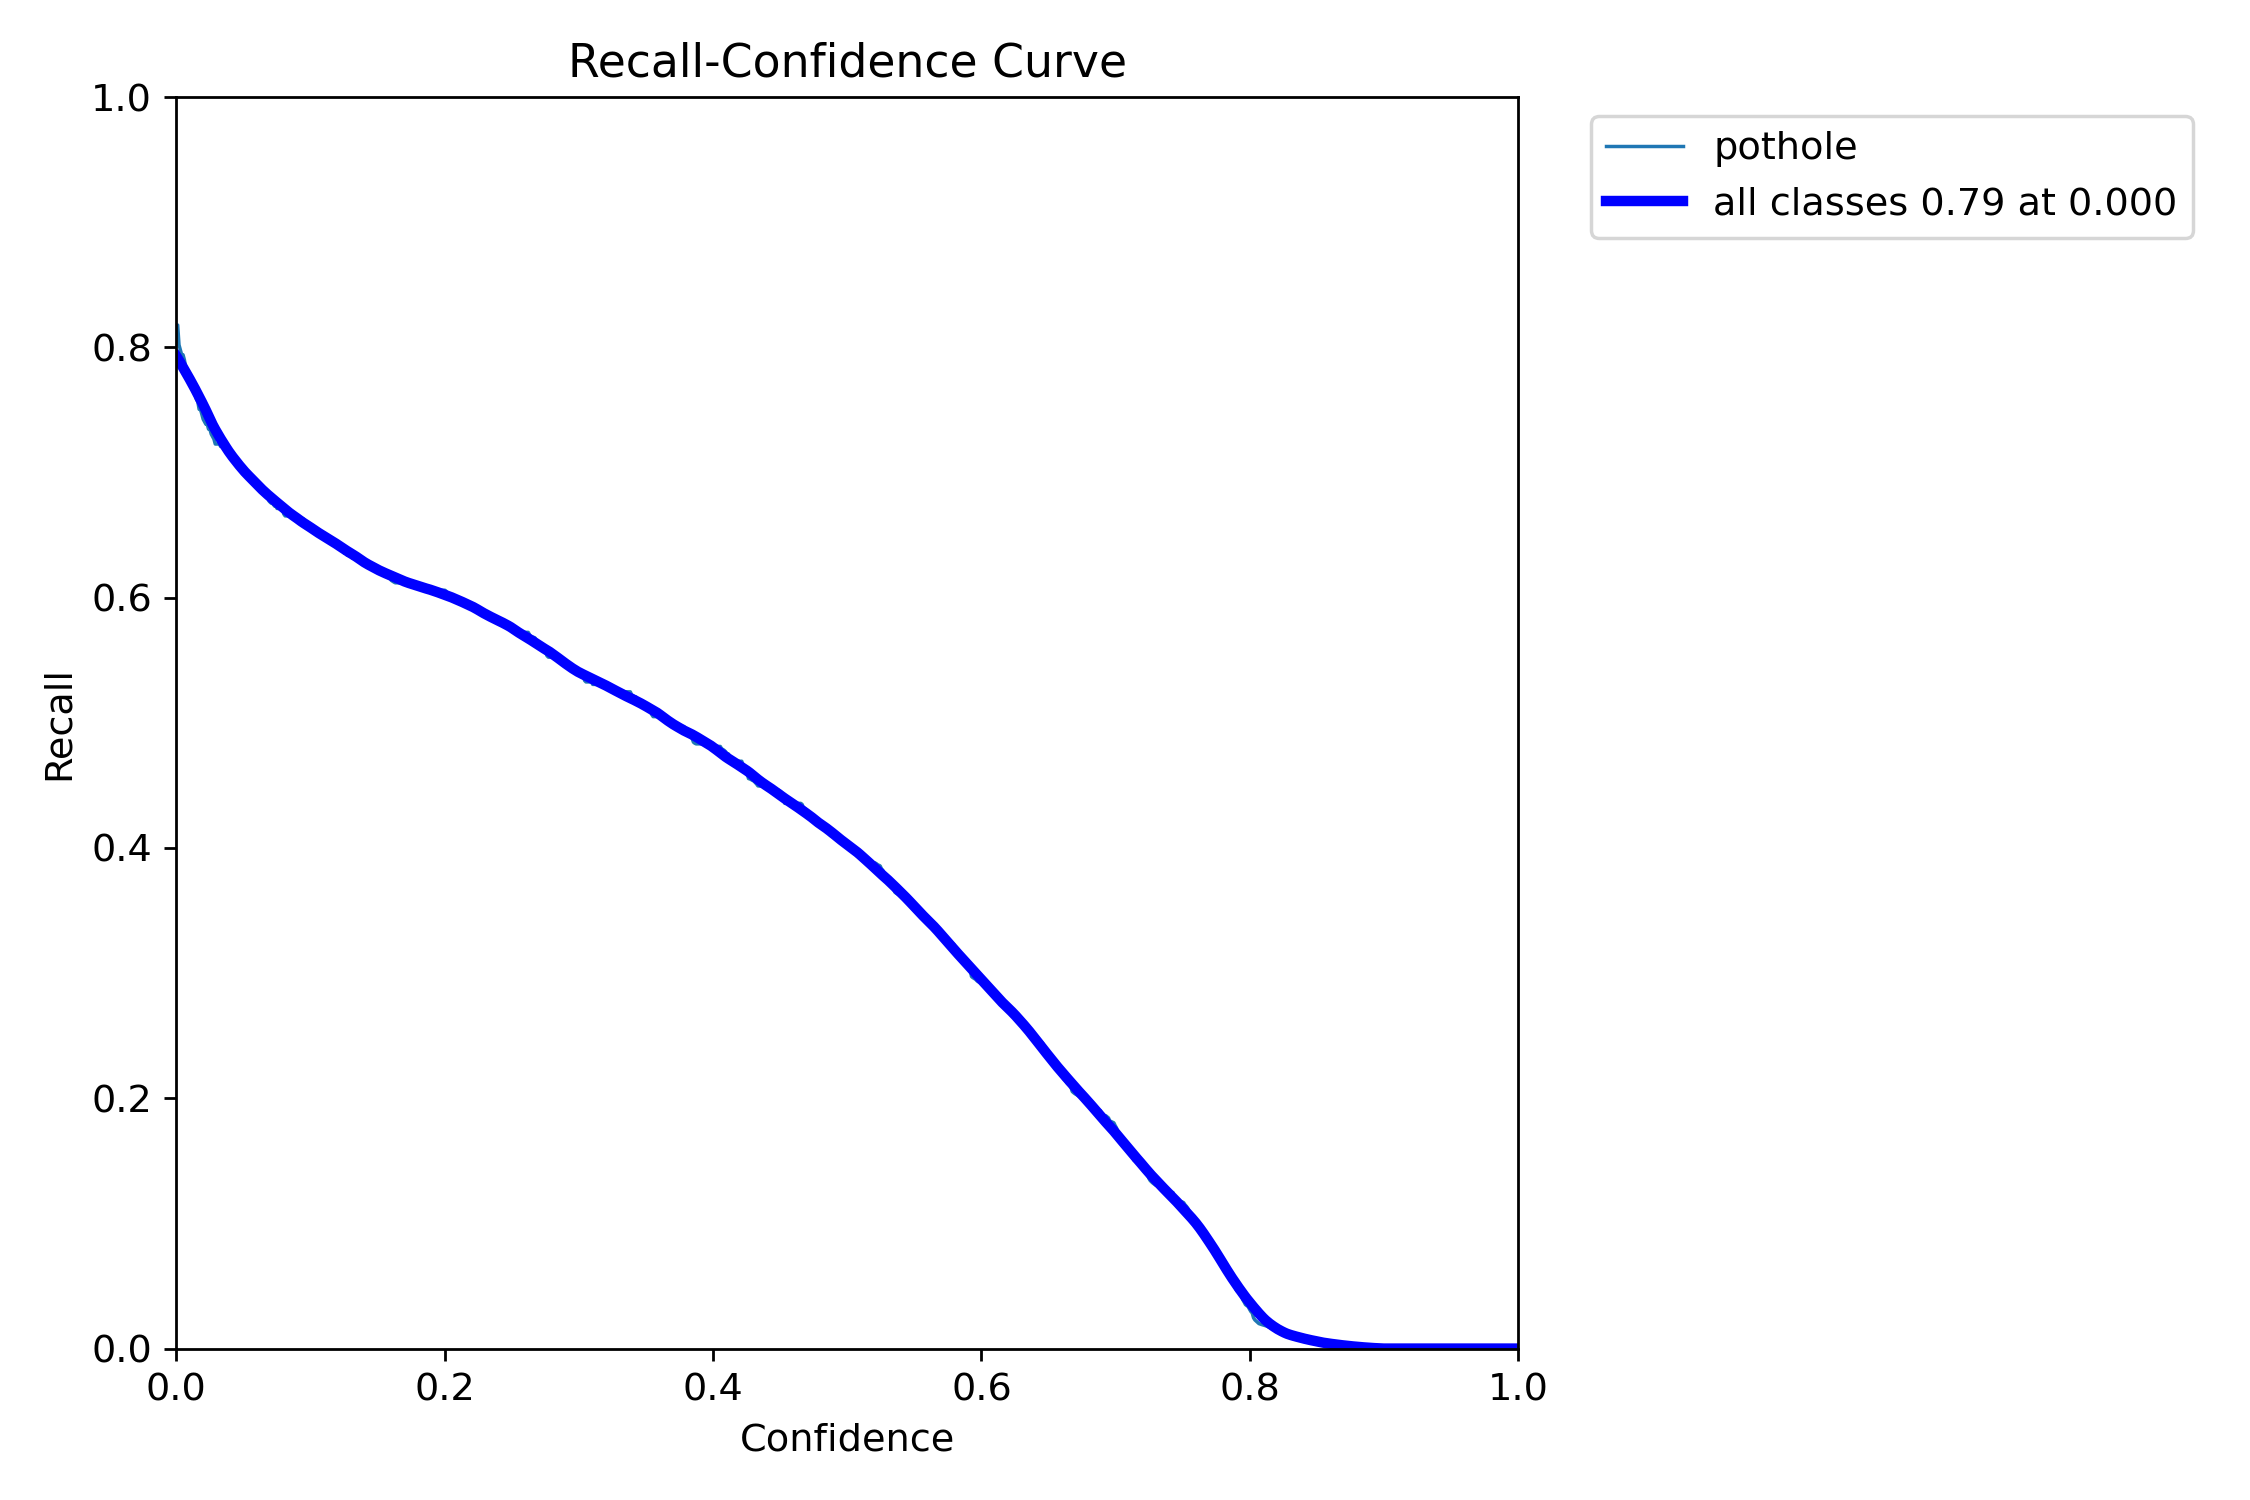 Recall-Confidence Curve
1.0
0.8
0.6
0.4
0.2
0.0
Recall
0.0 0.2 0.4 0.6 0.8 1.0
Confidence
pothole
all classes 0.79 at 0.000